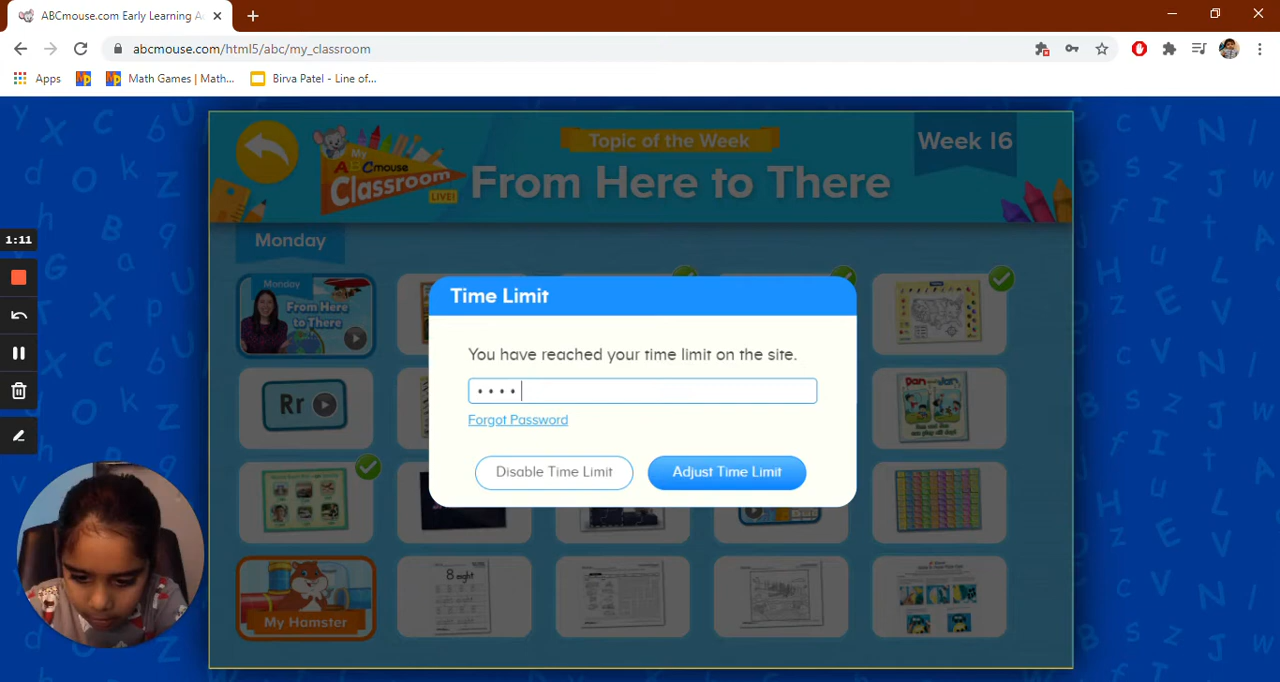 ABCmouse.com Early Learning A
abcmouse.com/html5/abc/my_classroom
Apps
Math Games | Math...
Birva Patel - Line of...
My
ABCmouse
Classroom
LIVE!
Topic of the Week
From Here to There
Week 16
1:11
Monday
Monday
From Here
to There
Time Limit
You have reached your time limit on the site.
• • • •
Forgot Password
Disable Time Limit
Adjust Time Limit
Rr
Dan and Jan
My Hamster
8 eight